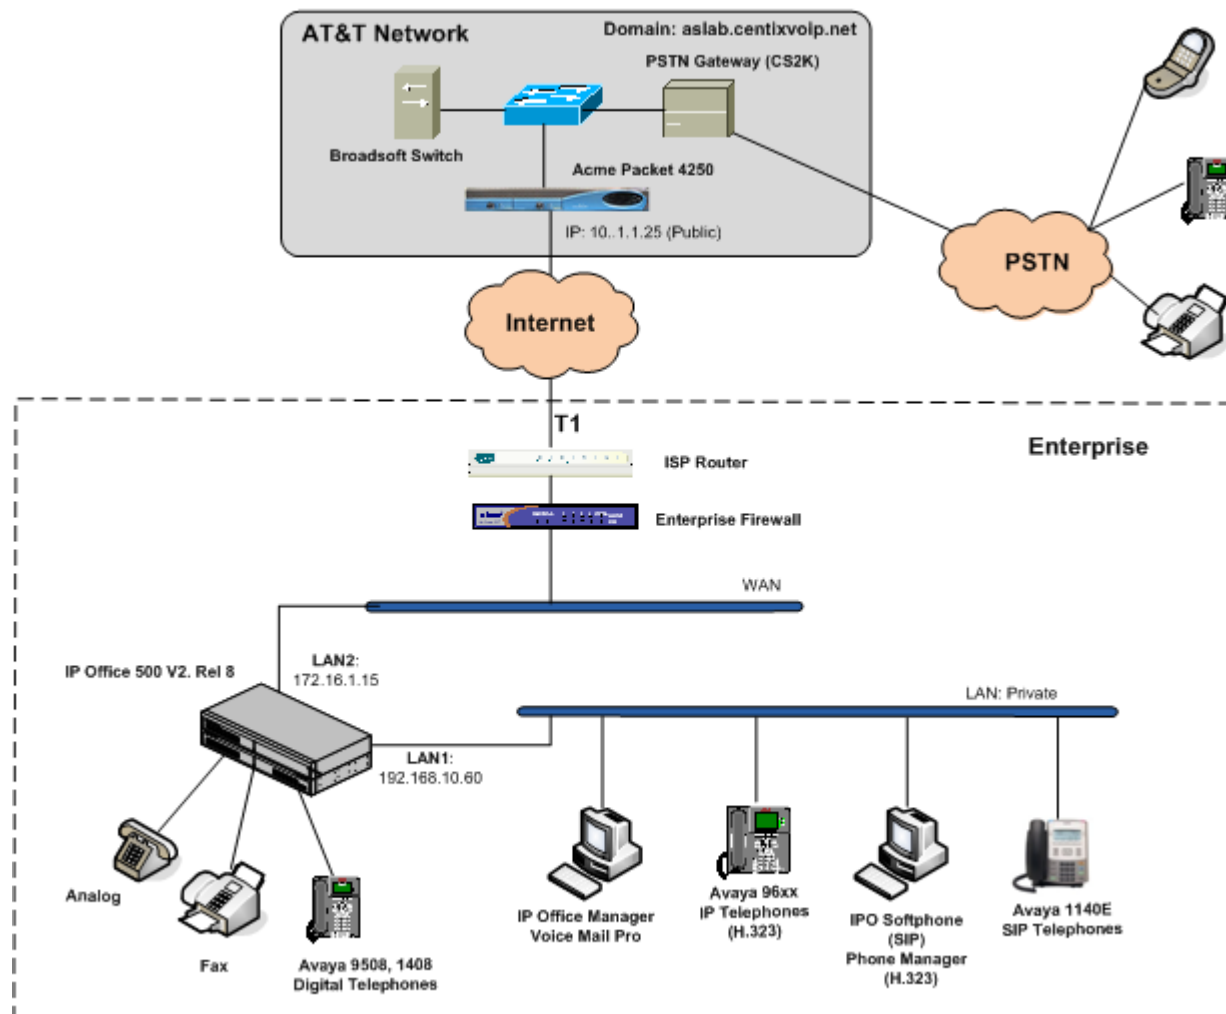 AT&T Network
Domain: aslab.centixvoip.net
PSTN Gateway (CS2K)
Broadsoft Switch
Acme Packet 4250
IP: 10..1.1.25 (Public)
PSTN
Internet
T1
Enterprise
ISP Router
Enterprise Firewall
WAN
IP Office 500 V2. Rel 8
LAN2:
172.16.1.15
LAN: Private
LAN1:
192.168.10.60
Analog
Fax
Avaya 9508, 1408
Digital Telephones
IP Office Manager
Voice Mail Pro
Avaya 96xx
IP Telephones
(H.323)
IPO Softphone
(SIP)
Phone Manager
(H.323)
Avaya 1140E
SIP Telephones